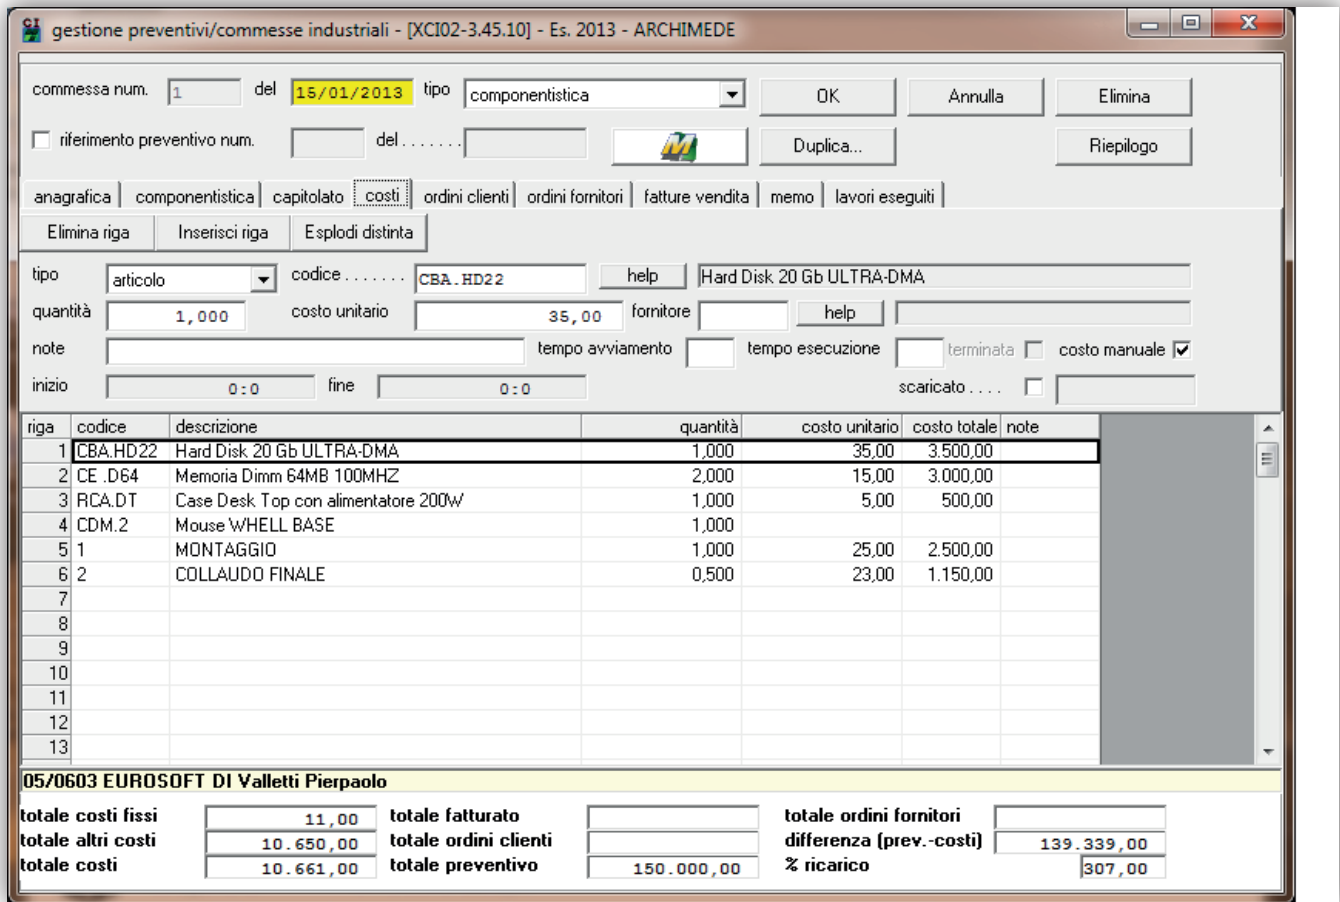 gestione preventivi/commesse industriali - [XCI02-3.45.10] - Es. 2013 - ARCHIMEDE
commessa num. 1 del 15/01/2013 tipo componentistica OK Annulla Elimina
riferimento preventivo num. del . . . . . . . Duplica... Riepilogo
anagrafica componentistica capitolato costi ordini clienti ordini fornitori fatture vendita memo lavori eseguiti
Elimina riga Inserisci riga Esplodi distinta
tipo articolo codice . . . . . . . CBA.HD22 help Hard Disk 20 Gb ULTRA-DMA
quantità 1,000 costo unitario 35,00 fornitore help
note tempo avviamento tempo esecuzione terminata costo manuale
inizio 0:0 fine 0:0 scaricato . . . .
riga codice descrizione quantità costo unitario costo totale note
1 CBA.HD22 Hard Disk 20 Gb ULTRA-DMA 1,000 35,00 3.500,00
2 CE .D64 Memoria Dimm 64MB 100MHZ 2,000 15,00 3.000,00
3 RCA.DT Case Desk Top con alimentatore 200W 1,000 5,00 500,00
4 CDM.2 Mouse WHELL BASE 1,000
5 1 MONTAGGIO 1,000 25,00 2.500,00
6 2 COLLAUDO FINALE 0,500 23,00 1.150,00
7
8
9
10
11
12
13
05/0603 EUROSOFT DI Valletti Pierpaolo
totale costi fissi 11,00 totale fatturato totale ordini fornitori
totale altri costi 10.650,00 totale ordini clienti differenza (prev.-costi) 139.339,00
totale costi 10.661,00 totale preventivo 150.000,00 % ricarico 307,00